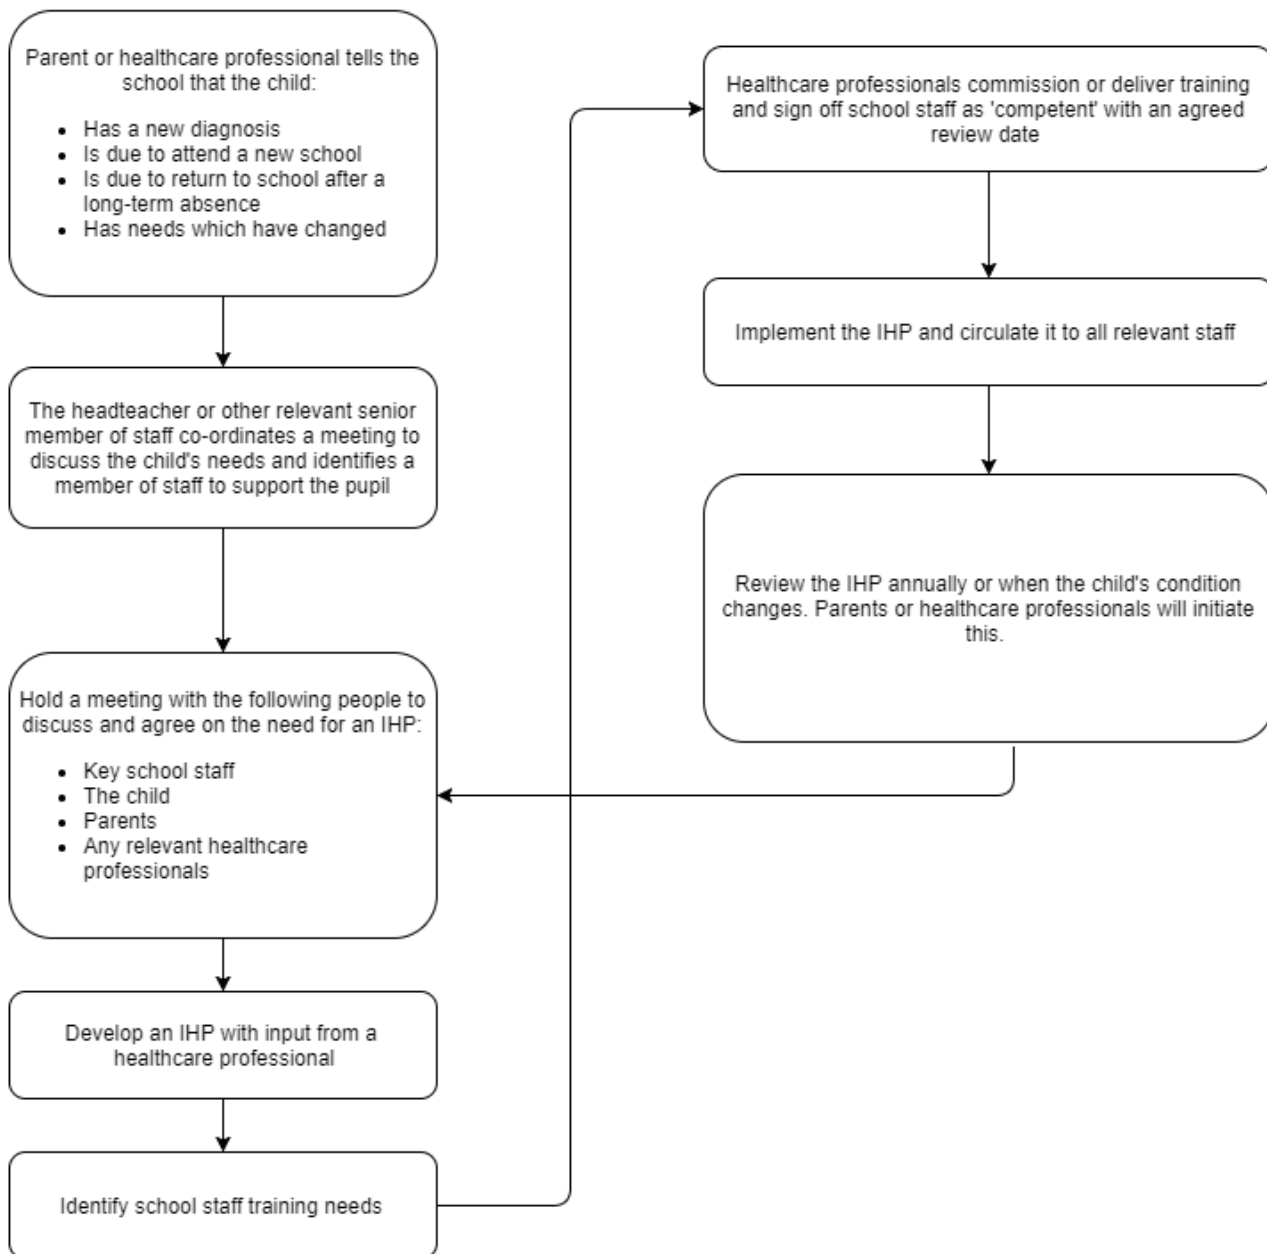 Parent or healthcare professional tells the
school that the child:
• Has a new diagnosis
• Is due to attend a new school
• Is due to return to school after a
long-term absence
• Has needs which have changed
The headteacher or other relevant senior
member of staff co-ordinates a meeting to
discuss the child's needs and identifies a
member of staff to support the pupil
Hold a meeting with the following people to
discuss and agree on the need for an IHP:
• Key school staff
• The child
• Parents
• Any relevant healthcare
professionals
Develop an IHP with input from a
healthcare professional
Identify school staff training needs
Healthcare professionals commission or deliver training
and sign off school staff as 'competent' with an agreed
review date
Implement the IHP and circulate it to all relevant staff
Review the IHP annually or when the child's condition
changes. Parents or healthcare professionals will initiate
this.